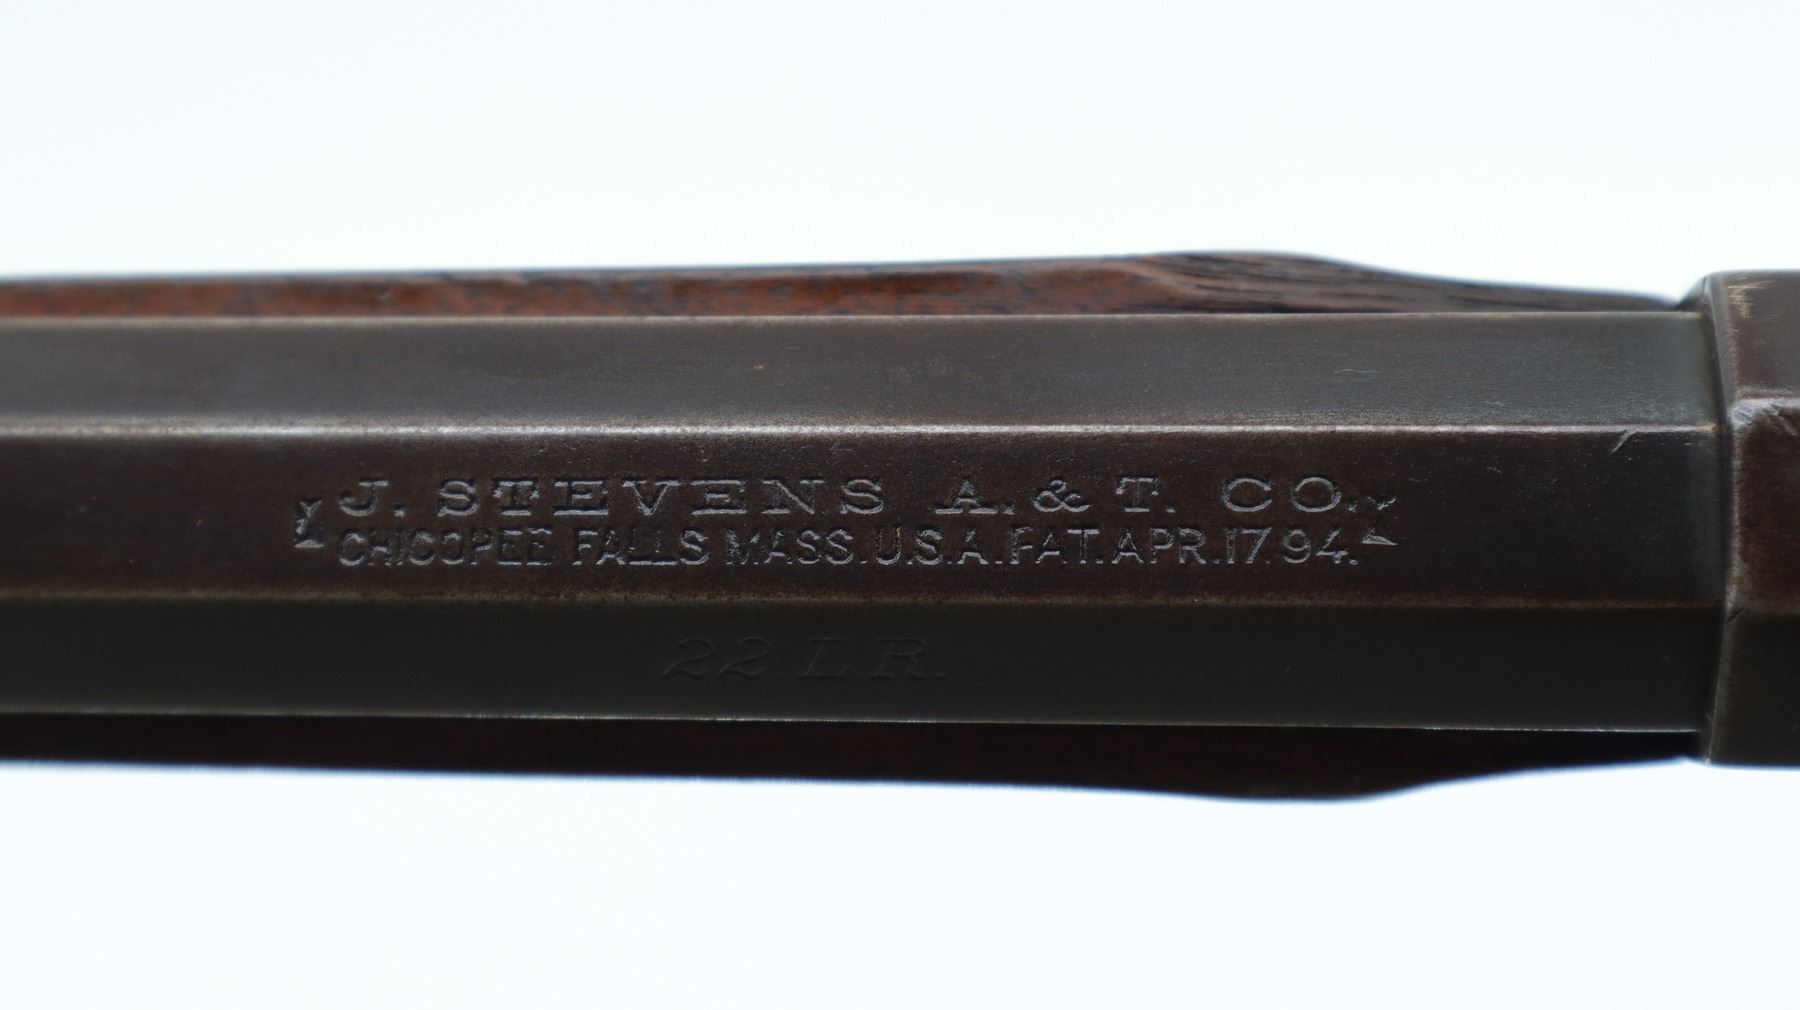 J. STEVENS A. & T. CO.
CHICOPEE FALLS MASS. U.S.A. PAT. APR. 17.94.
22 L R.